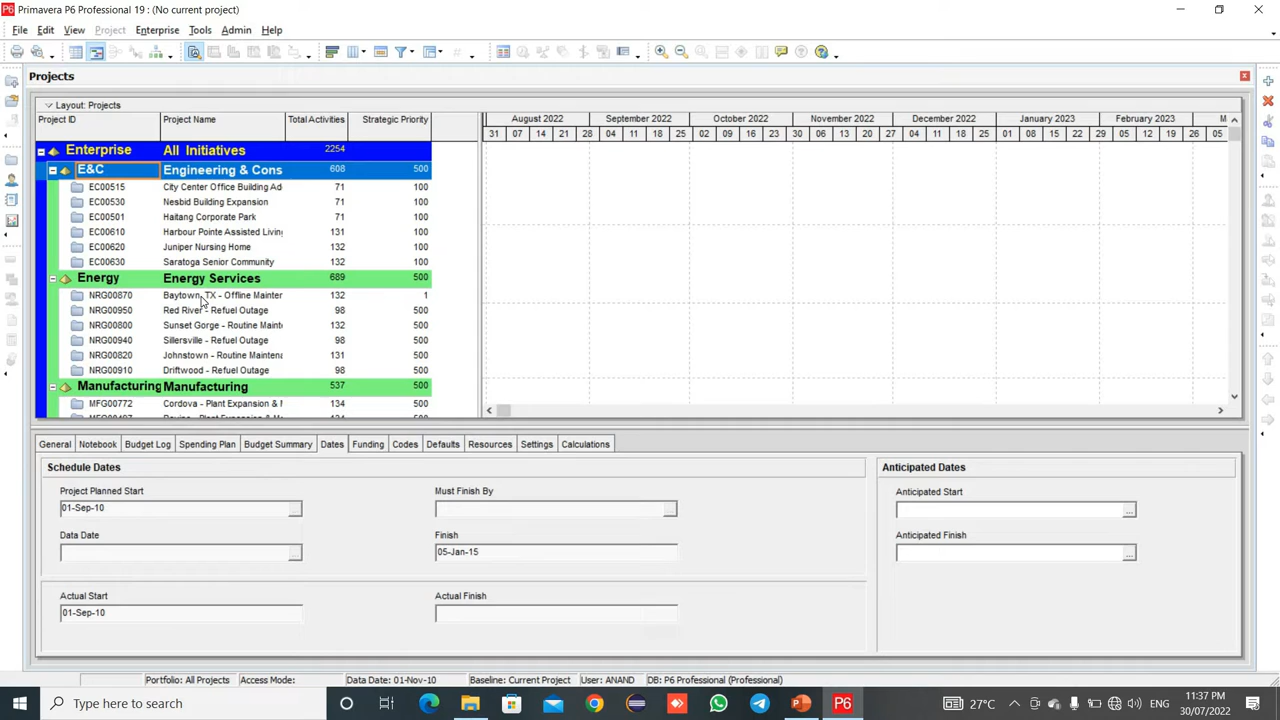 Primavera P6 Professional 19 : (No current project)
File Edit View Project Enterprise Tools Admin Help
Projects
Layout: Projects
Project ID Project Name Total Activities Strategic Priority
August 2022 September 2022 October 2022 November 2022 December 2022 January 2023 February 2023 M
31 07 14 21 28 04 11 18 25 02 09 16 23 30 06 13 20 27 04 11 18 25 01 08 15 22 29 05 12 19 26 05
Enterprise All Initiatives 2254
E&C Engineering & Cons 608 500
EC00515 City Center Office Building Ad 71 100
EC00530 Nesbid Building Expansion 71 100
EC00501 Haitang Corporate Park 71 100
EC00610 Harbour Pointe Assisted Living 131 100
EC00620 Juniper Nursing Home 132 100
EC00630 Saratoga Senior Community 132 100
Energy Energy Services 689 500
NRG00870 Baytown, TX - Offline Mainter 132 1
NRG00950 Red River - Refuel Outage 98 500
NRG00800 Sunset Gorge - Routine Maint 132 500
NRG00940 Sillersville - Refuel Outage 98 500
NRG00820 Johnstown - Routine Maintena 131 500
NRG00910 Driftwood - Refuel Outage 98 500
Manufacturing Manufacturing 537 500
MFG00772 Cordova - Plant Expansion & M 134 500
General Notebook Budget Log Spending Plan Budget Summary Dates Funding Codes Defaults Resources Settings Calculations
Schedule Dates
Anticipated Dates
Project Planned Start
01-Sep-10
Must Finish By
Anticipated Start
Data Date
Finish
05-Jan-15
Anticipated Finish
Actual Start
01-Sep-10
Actual Finish
Portfolio: All Projects Access Mode: Data Date: 01-Nov-10 Baseline: Current Project User: ANAND DB: P6 Professional (Professional)
Type here to search
P6
27°C
ENG
11:37 PM
30/07/2022